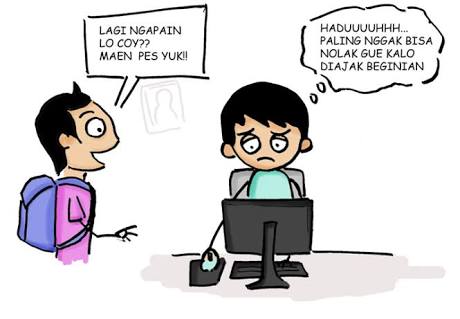 LAGI NGAPAIN
LO COY??
MAEN PES YUK!!
HADUUUUHHH...
PALING NGGAK BISA
NOLAK GUE KALO
DIAJAK BEGINIAN